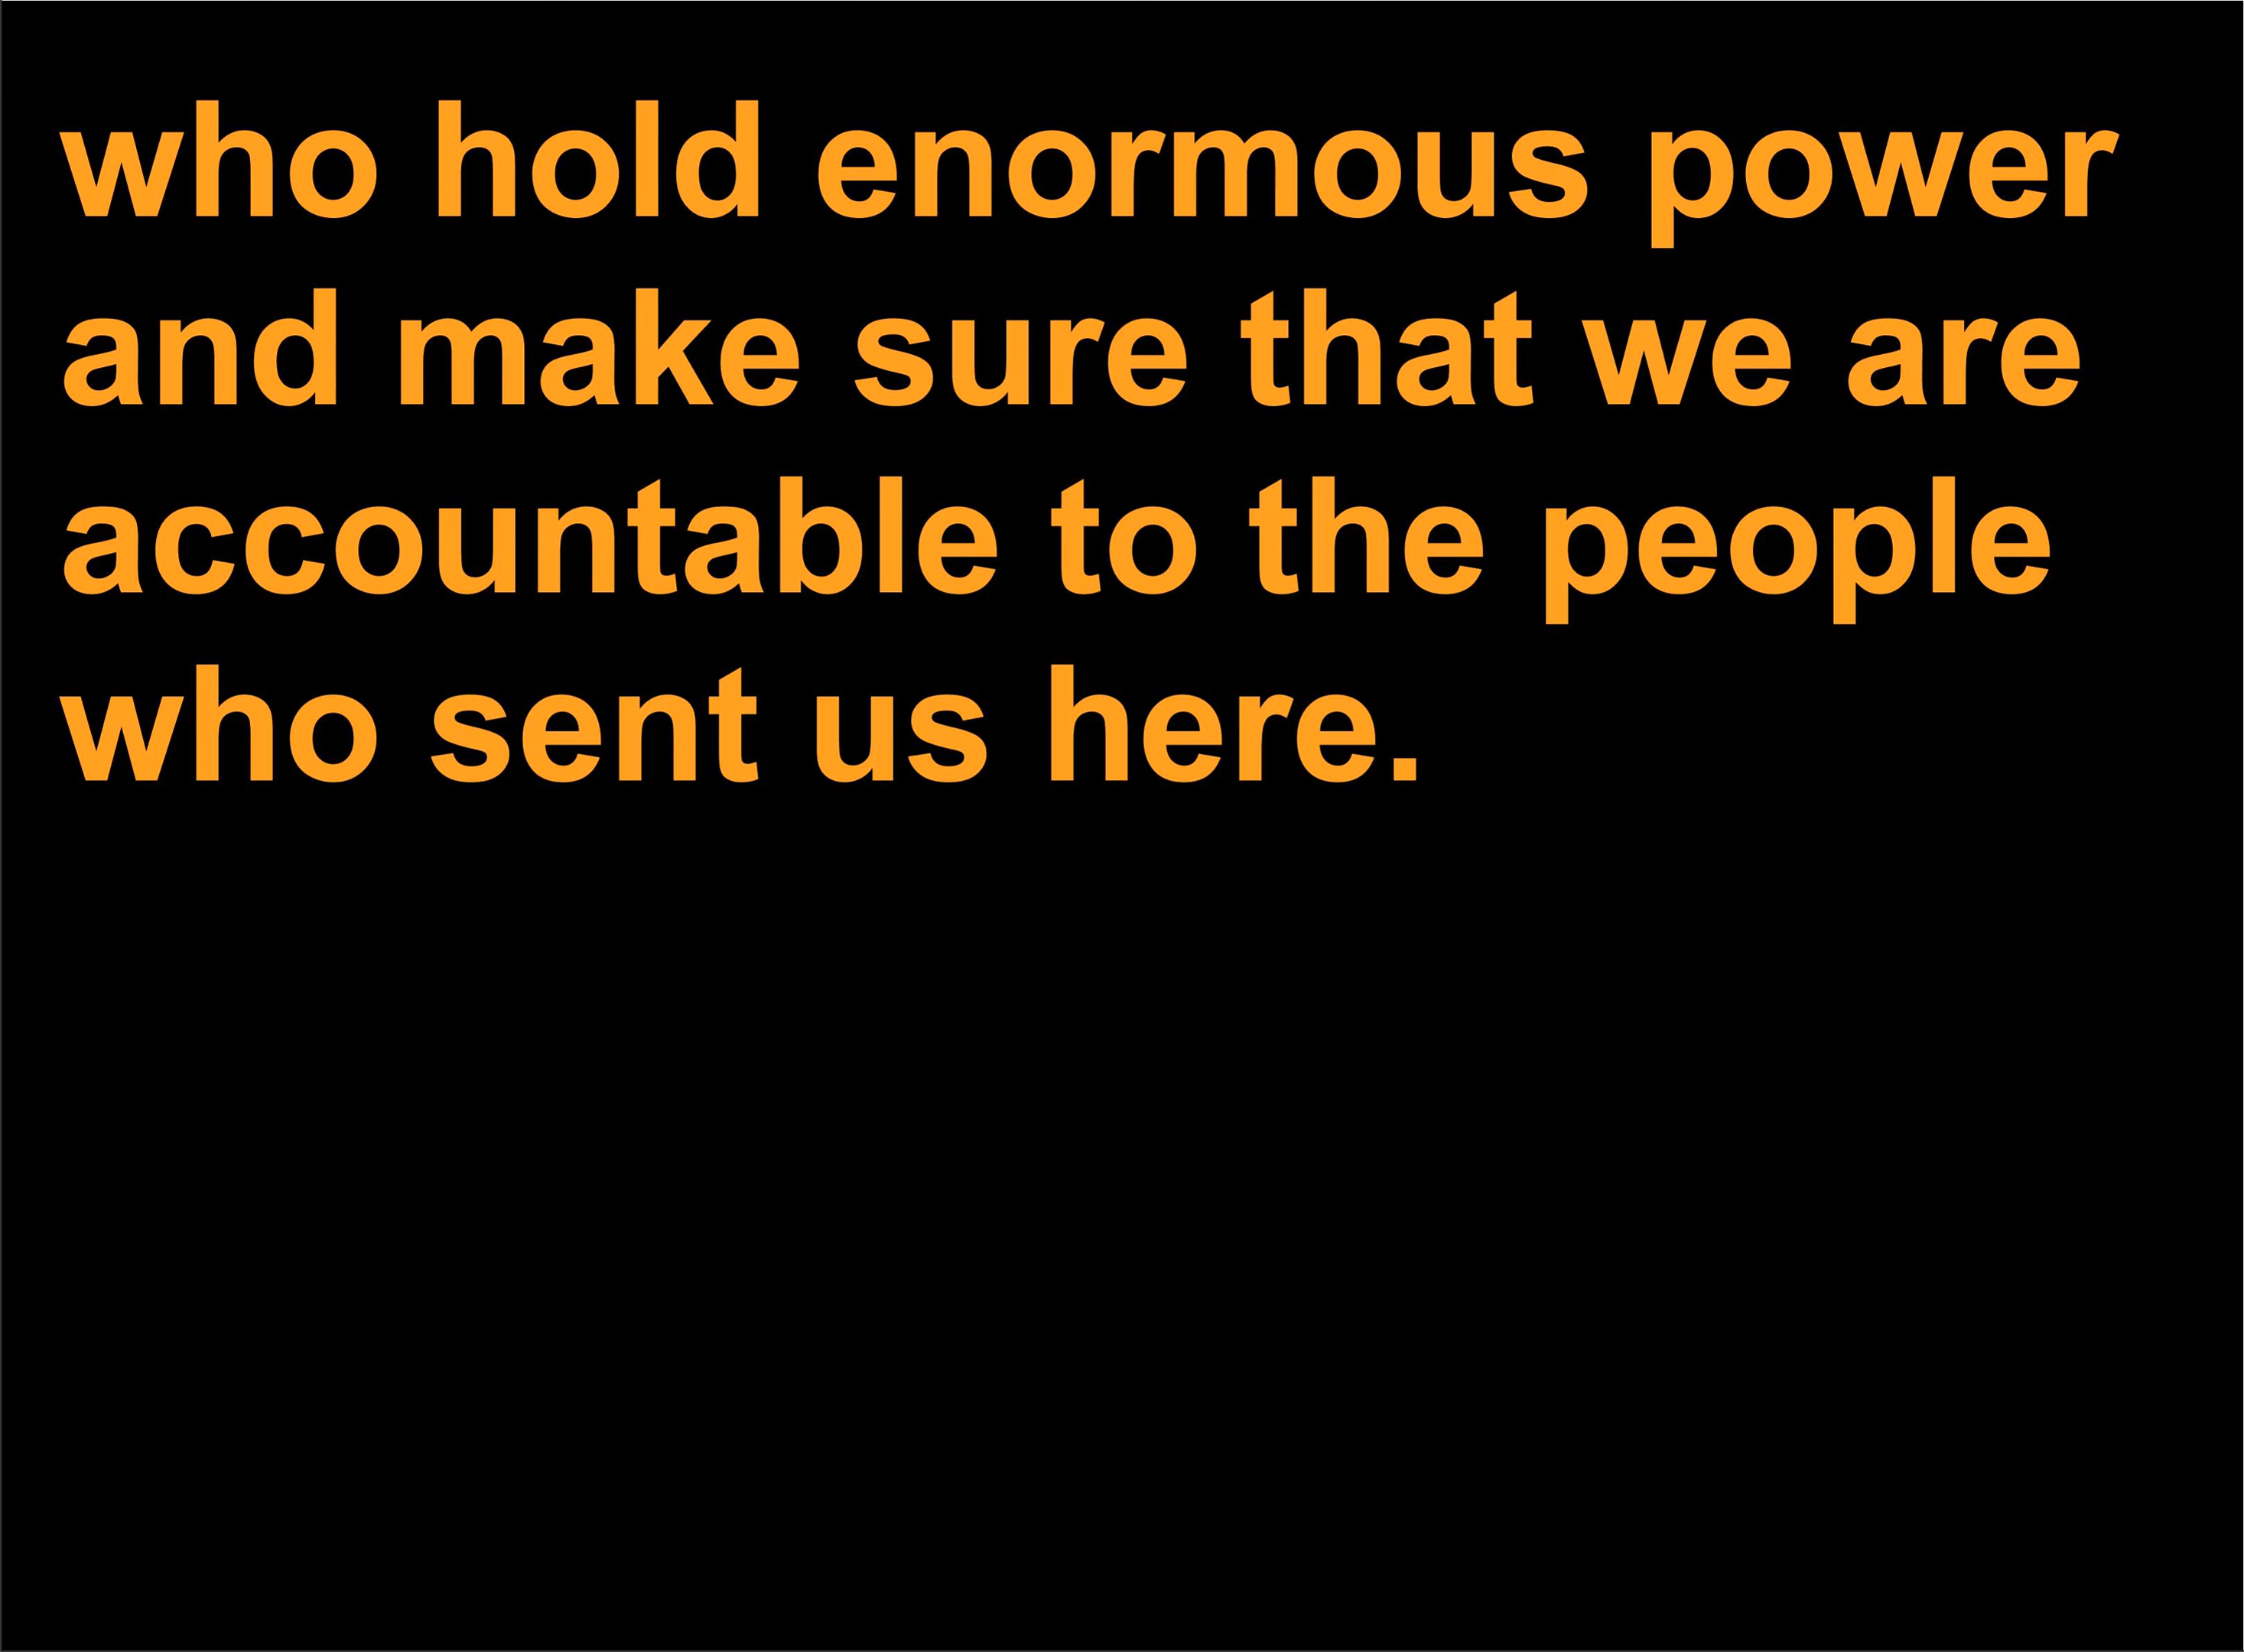 who hold enormous power
and make sure that we are
accountable to the people
who sent us here.